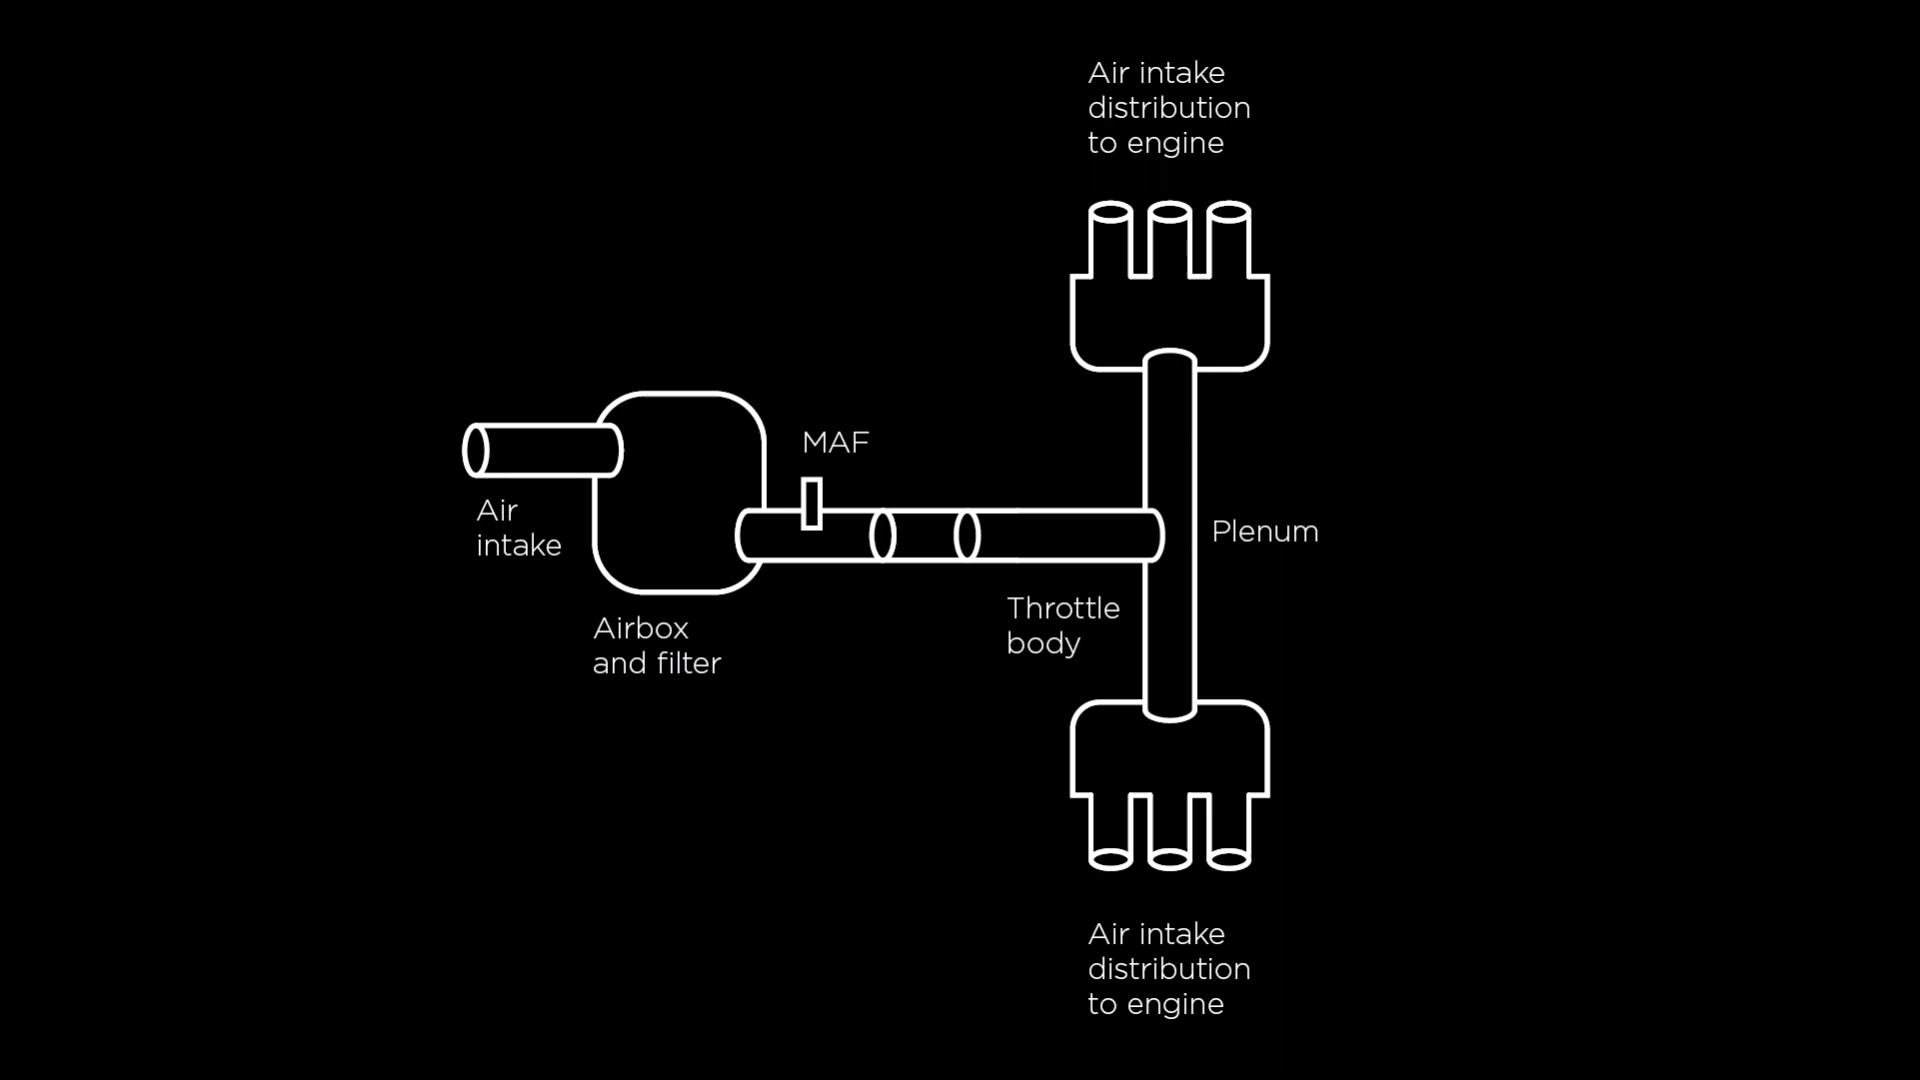 Air intake
distribution
to engine
MAF
Air
intake
Plenum
Throttle
body
Airbox
and filter
Air intake
distribution
to engine